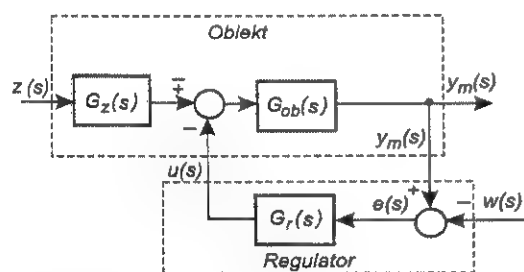 Obiekt
z(s)
G_z(s)
∓
−
G_ob(s)
y_m(s)
y_m(s)
u(s)
G_r(s)
e(s)
+
−
w(s)
Regulator